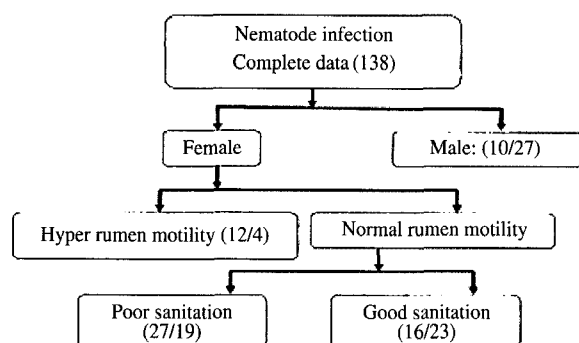 Nematode infection
Complete data (138)
Female
Male: (10/27)
Hyper rumen motility (12/4)
Normal rumen motility
Poor sanitation
(27/19)
Good sanitation
(16/23)